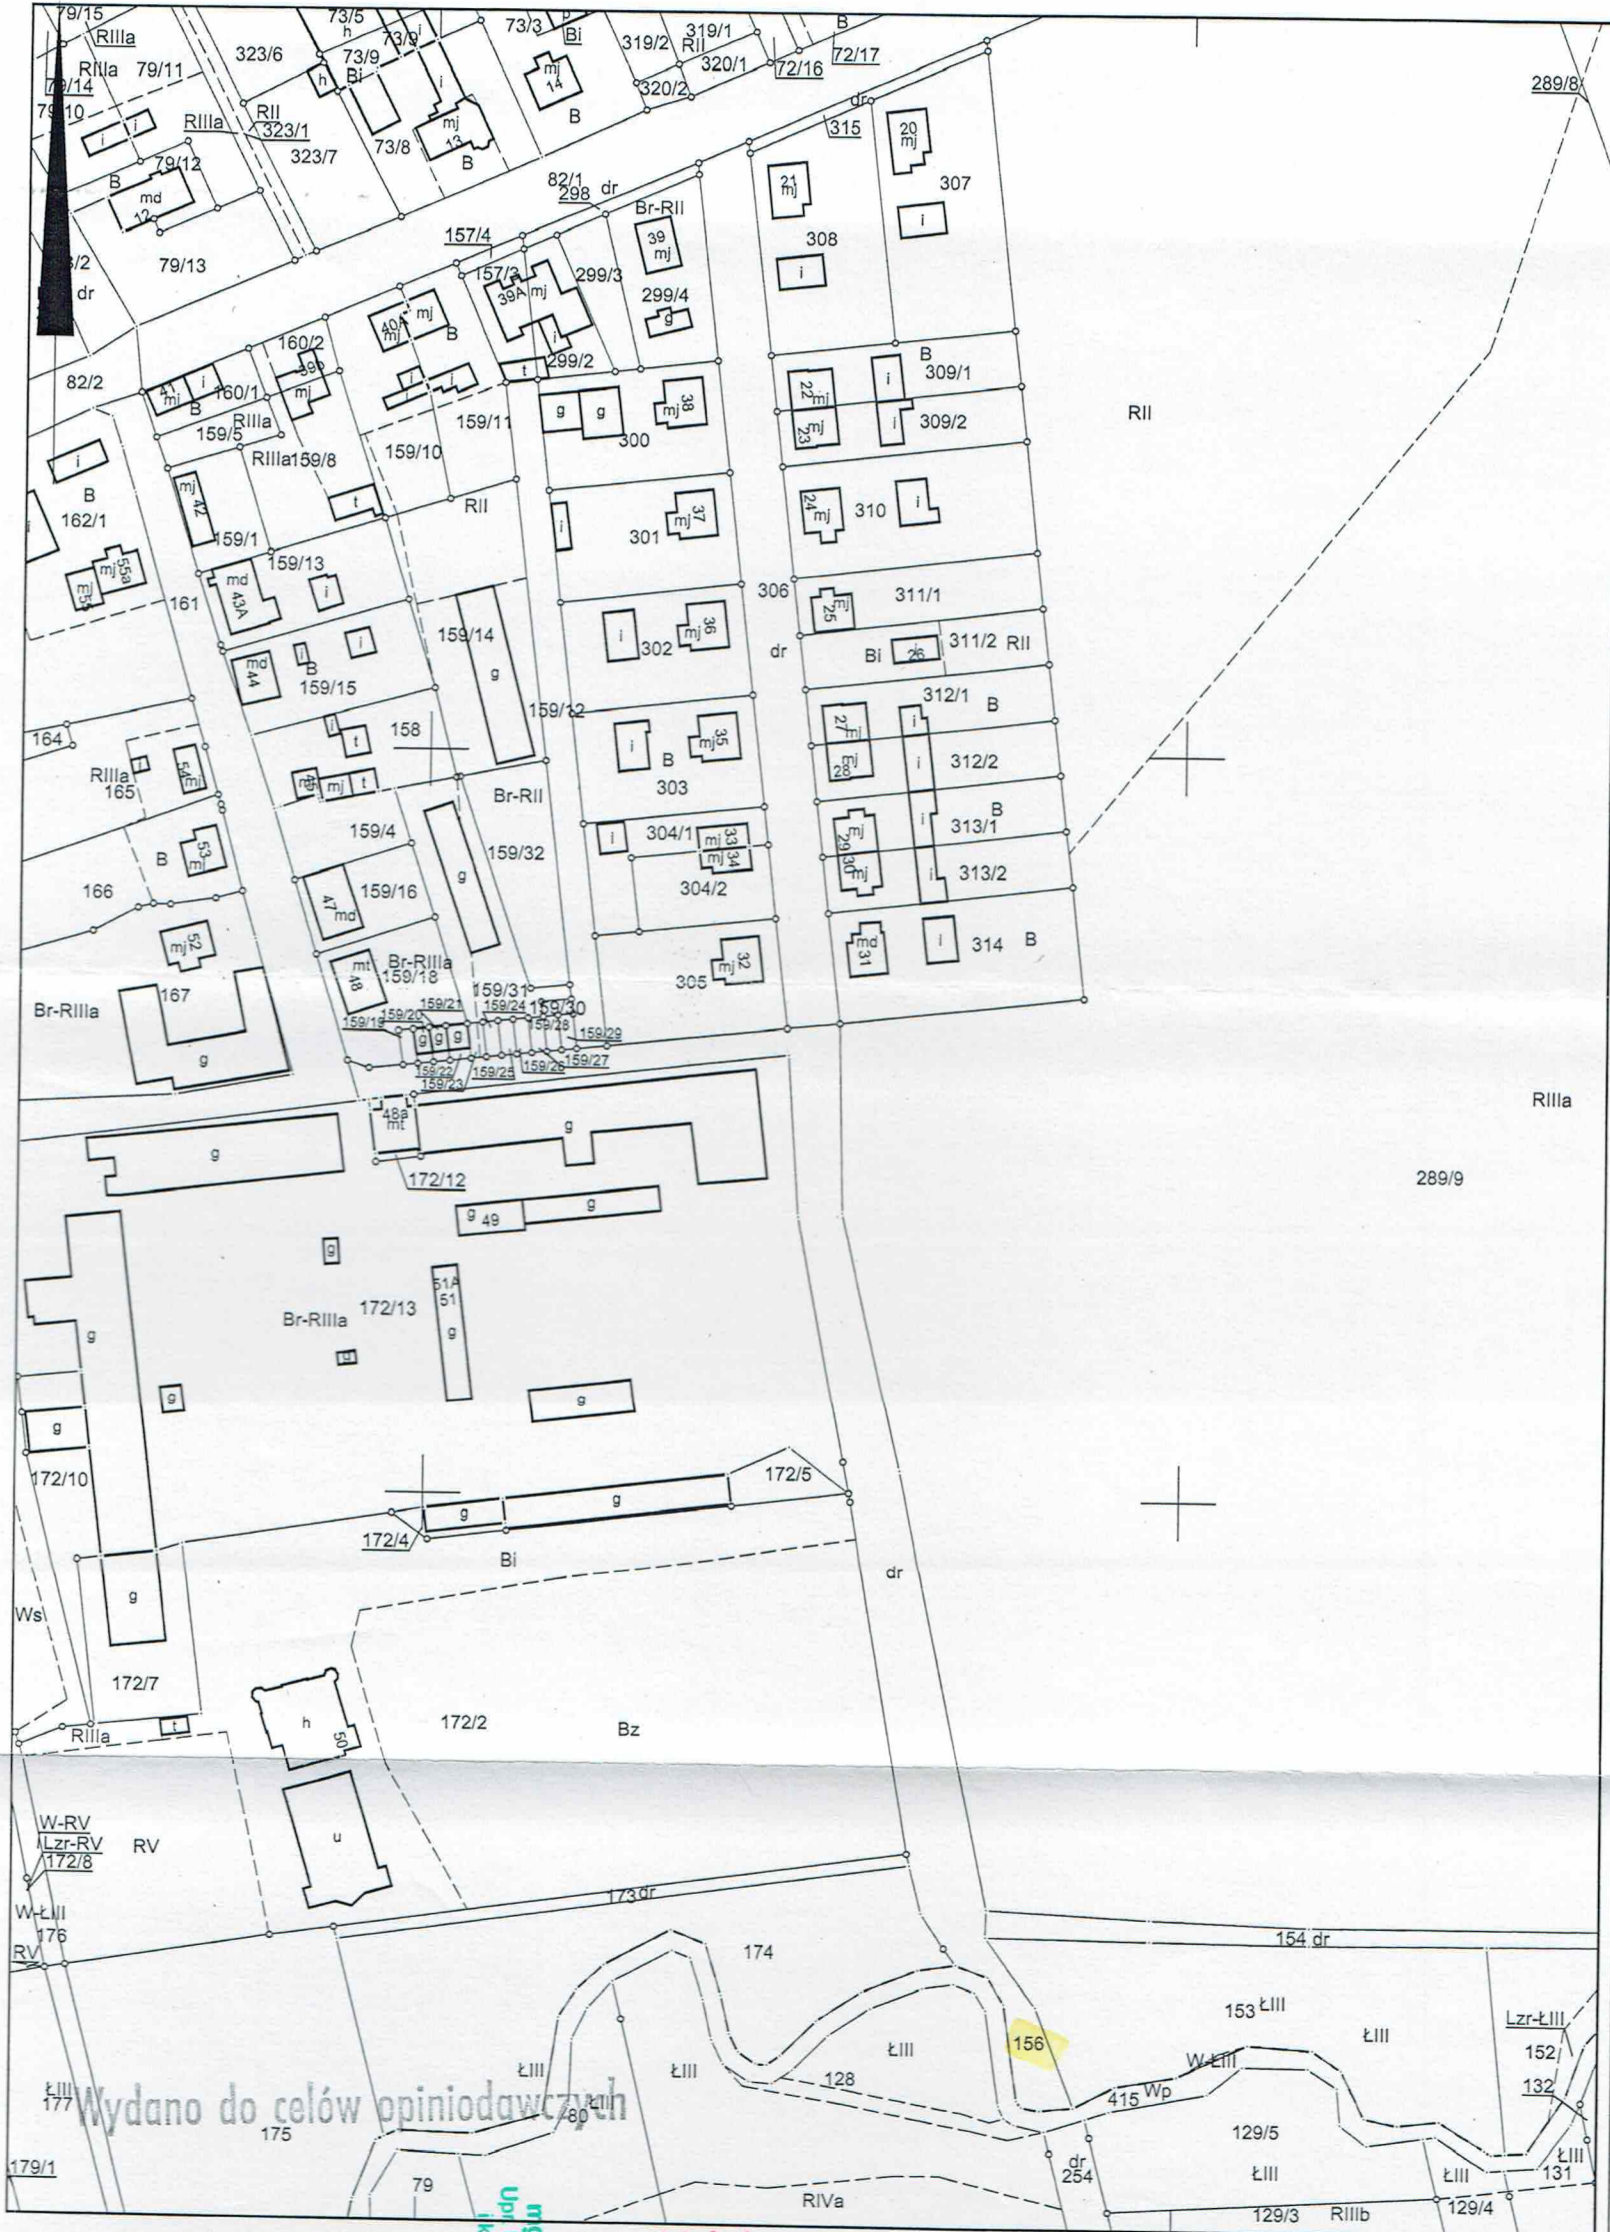 79/15
RIIIa
RIIIa
79/14
79/10
79/11
323/6
73/5
h
73/9
73/9
i
Bi
h
73/3
Bi
319/2
RII
319/1
320/1
320/2
72/16
72/17
B
289/8
mj
14
B
i
mj
13
B
73/8
RIIIa
RII
323/1
323/7
i
i
79/12
B
md
12
79/13
dr
82/1
298
dr
315
dr
20
mj
307
i
21
mj
308
i
Br-RII
39
mj
157/4
157/3
39A
mj
i
299/3
299/4
g
299/2
t
40A
mj
mj
B
i
i
160/2
39b
mj
82/2
41
mj
i
B
160/1
159/5
RIIIa
RIIIa
159/8
159/10
159/11
g
g
300
mj
38
B
309/1
22
mj
i
23
mj
i
309/2
RII
i
B
162/1
i
mj
42
159/1
t
RII
i
301
mj
37
24
mj
310
i
mj
55a
mj
55
161
md
43A
159/13
i
306
25
mj
311/1
159/14
g
i
302
mj
36
dr
Bi
26
311/2
RII
md
44
i
B
i
159/15
312/1
B
27
mj
i
28
mj
i
312/2
159/12
i
B
mj
35
303
164
RIIIa
165
i
54
mj
i
t
158
mj
t
Br-RII
159/4
g
159/32
304/1
mj
33
mj
34
304/2
mj
29
30
mj
i
B
313/1
i
313/2
B
53
mj
166
47
md
159/16
mj
52
mt
48
Br-RIIIa
159/18
305
mj
32
md
31
i
314
B
Br-RIIIa
167
g
159/31
159/21
159/24
159/30
159/20
159/19
g
g
g
159/28
159/29
159/22
159/23
159/25
159/26
159/27
RIIIa
48a
mt
g
g
172/12
289/9
g
49
g
g
51A
51
g
172/13
Br-RIIIa
g
g
g
g
g
172/10
172/5
g
g
172/4
Bi
dr
g
Ws
172/7
t
RIIIa
h
50
172/2
Bz
W-RV
Lzr-RV
172/8
RV
u
W-ŁIII
176
RV
173 dr
174
154 dr
153
ŁIII
ŁIII
Lzr-ŁIII
152
132
156
ŁIII
128
ŁIII
ŁIII
W-ŁIII
415
Wp
ŁIII
177
Wydano do celów opiniodawczych
175
80
ŁIII
129/5
ŁIII
ŁIII
ŁIII
131
179/1
79
dr
254
RIVa
129/3
RIIIb
129/4